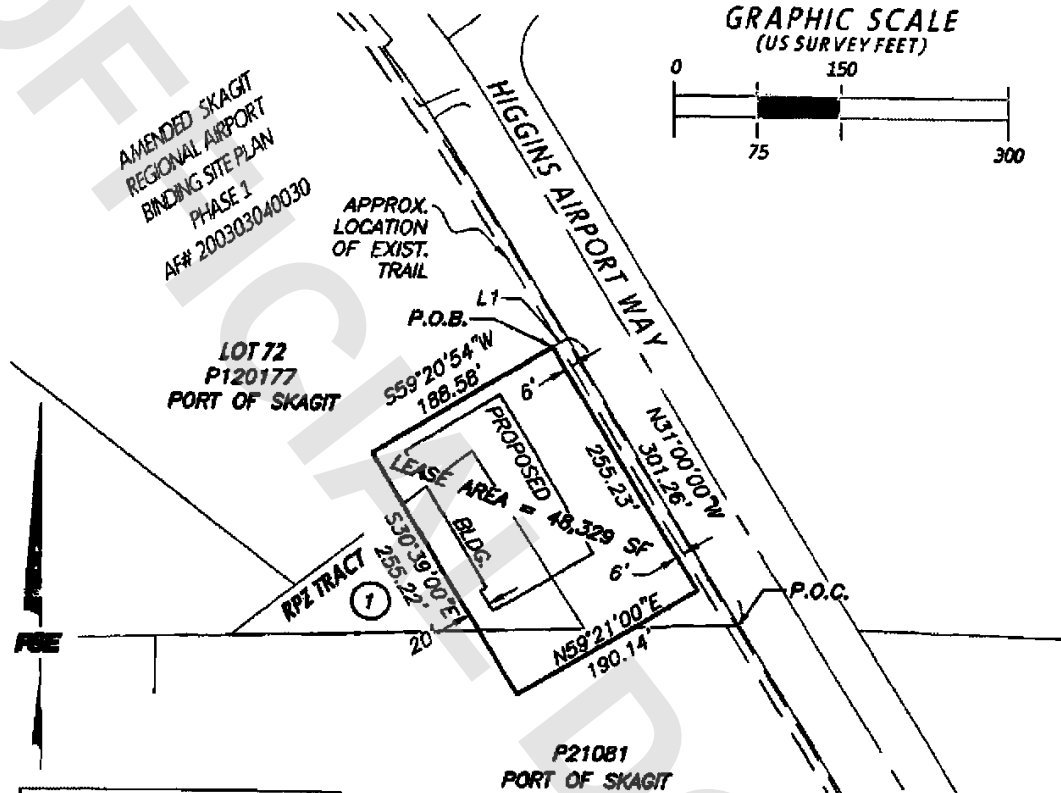 GRAPHIC SCALE
(US SURVEY FEET)
0
150
75
300
AMENDED SKAGIT
REGIONAL AIRPORT
BINDING SITE PLAN
PHASE 1
AF# 200303040030
HIGGINS AIRPORT WAY
APPROX.
LOCATION
OF EXIST.
TRAIL
L1
P.O.B.
LOT 72
P120177
PORT OF SKAGIT
S59°20'54"W
188.58'
6'
PROPOSED
BLDG.
LEASE AREA = 48,329 SF
255.23'
N31°00'00"W
301.26'
S30°39'00"E
255.22'
RPZ TRACT
1
20'
6'
N59°21'00"E
190.14'
P.O.C.
P21081
PORT OF SKAGIT
OFFICIAL D